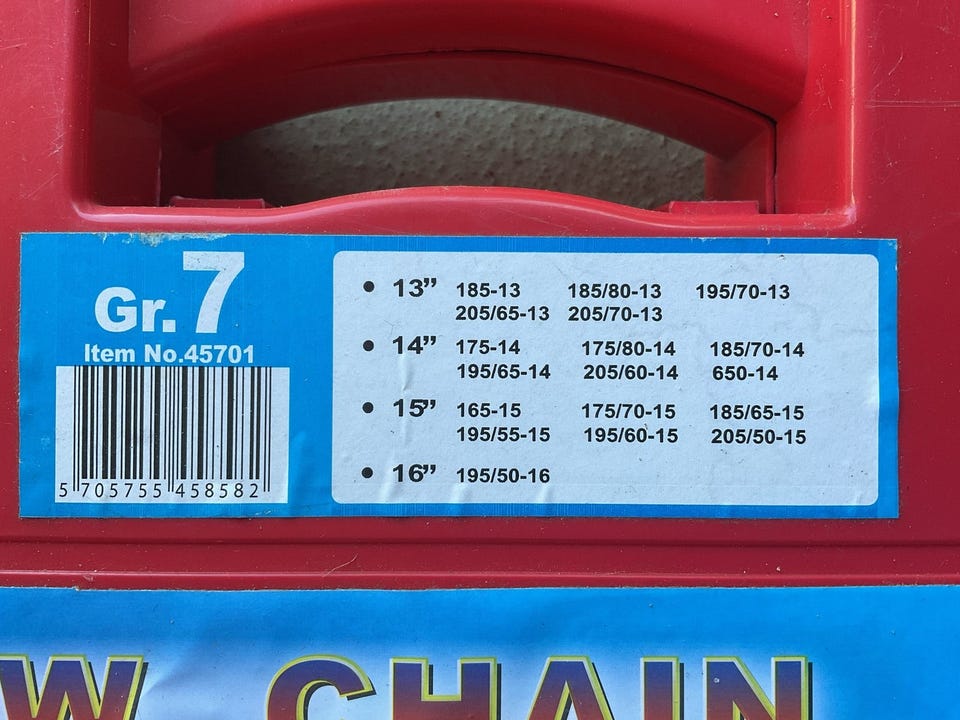 Gr. 7
Item No.45701
5 705755 458582
• 13” 185-13 185/80-13 195/70-13
205/65-13 205/70-13
• 14” 175-14 175/80-14 185/70-14
195/65-14 205/60-14 650-14
• 15” 165-15 175/70-15 185/65-15
195/55-15 195/60-15 205/50-15
• 16” 195/50-16
W CHAIN